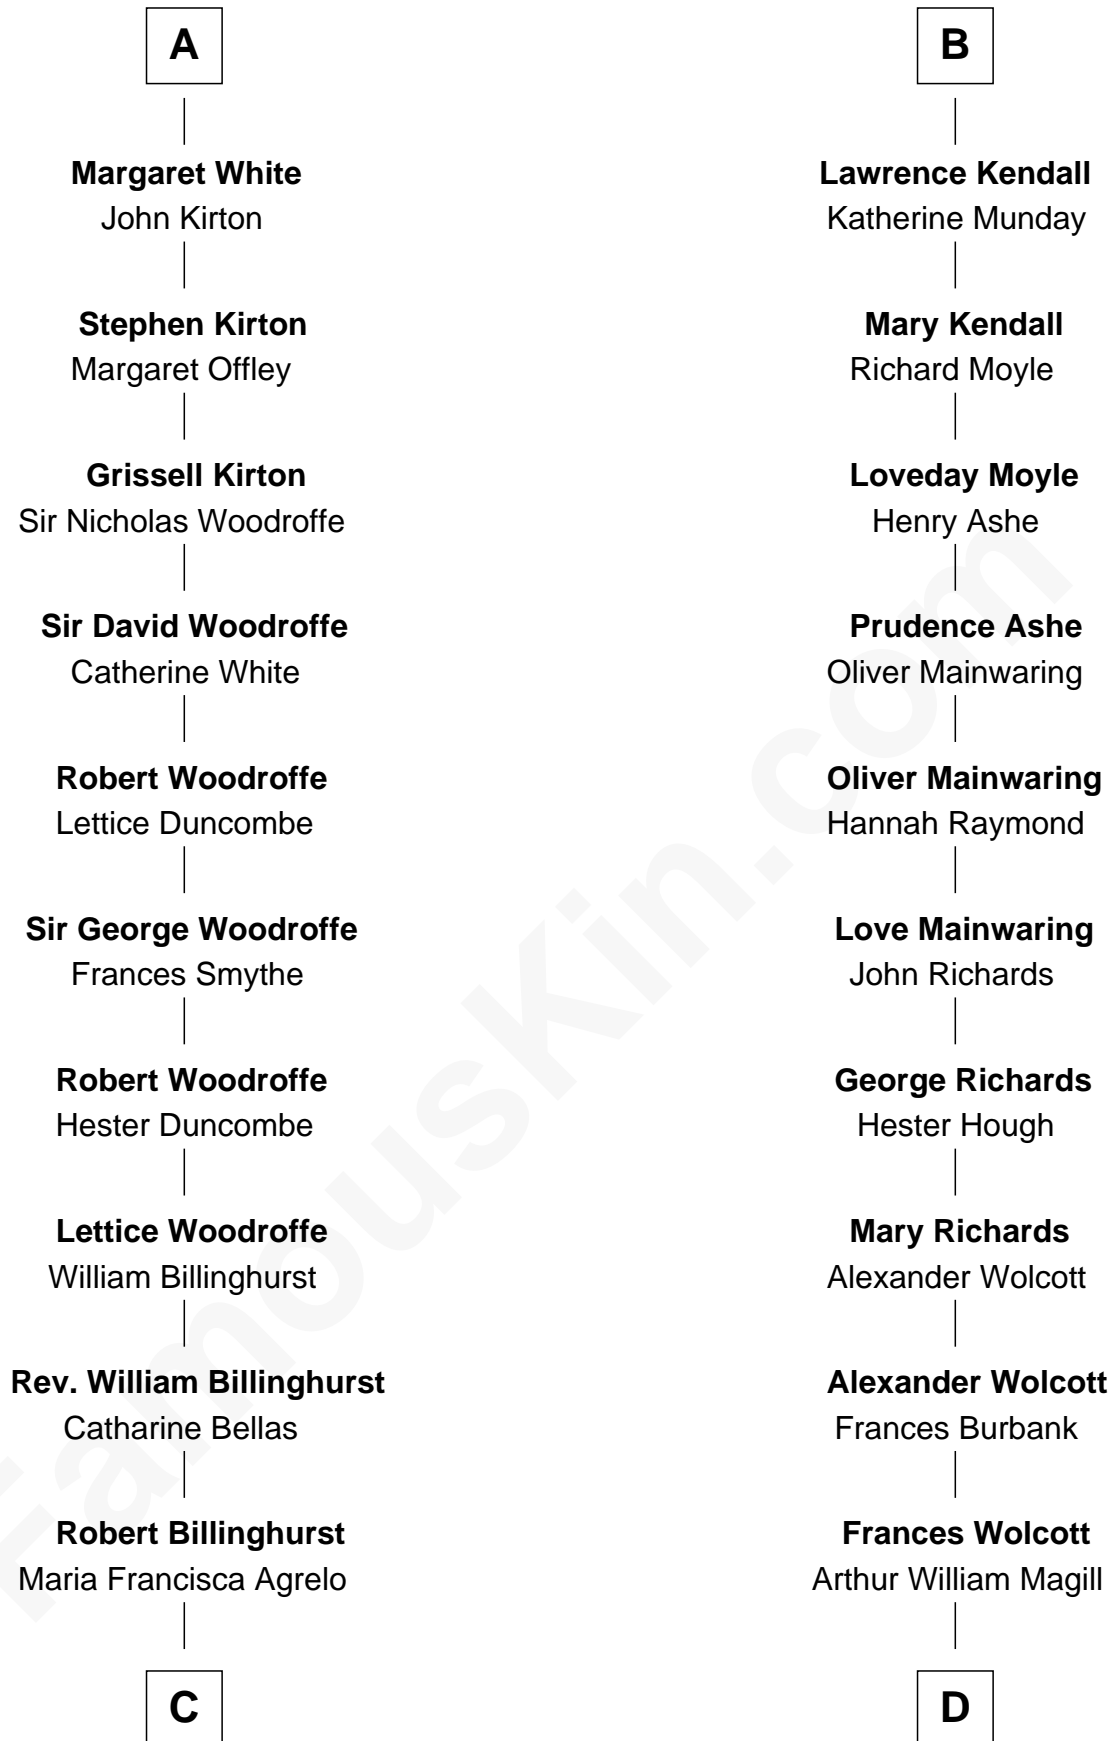 A
Margaret White
John Kirton
Stephen Kirton
Margaret Offley
Grissell Kirton
Sir Nicholas Woodroffe
Sir David Woodroffe
Catherine White
Robert Woodroffe
Lettice Duncombe
Sir George Woodroffe
Frances Smythe
Robert Woodroffe
Hester Duncombe
Lettice Woodroffe
William Billinghurst
Rev. William Billinghurst
Catharine Bellas
Robert Billinghurst
Maria Francisca Agrelo
C
B
Lawrence Kendall
Katherine Munday
Mary Kendall
Richard Moyle
Loveday Moyle
Henry Ashe
Prudence Ashe
Oliver Mainwaring
Oliver Mainwaring
Hannah Raymond
Love Mainwaring
John Richards
George Richards
Hester Hough
Mary Richards
Alexander Wolcott
Alexander Wolcott
Frances Burbank
Frances Wolcott
Arthur William Magill
D
FamousKin.com